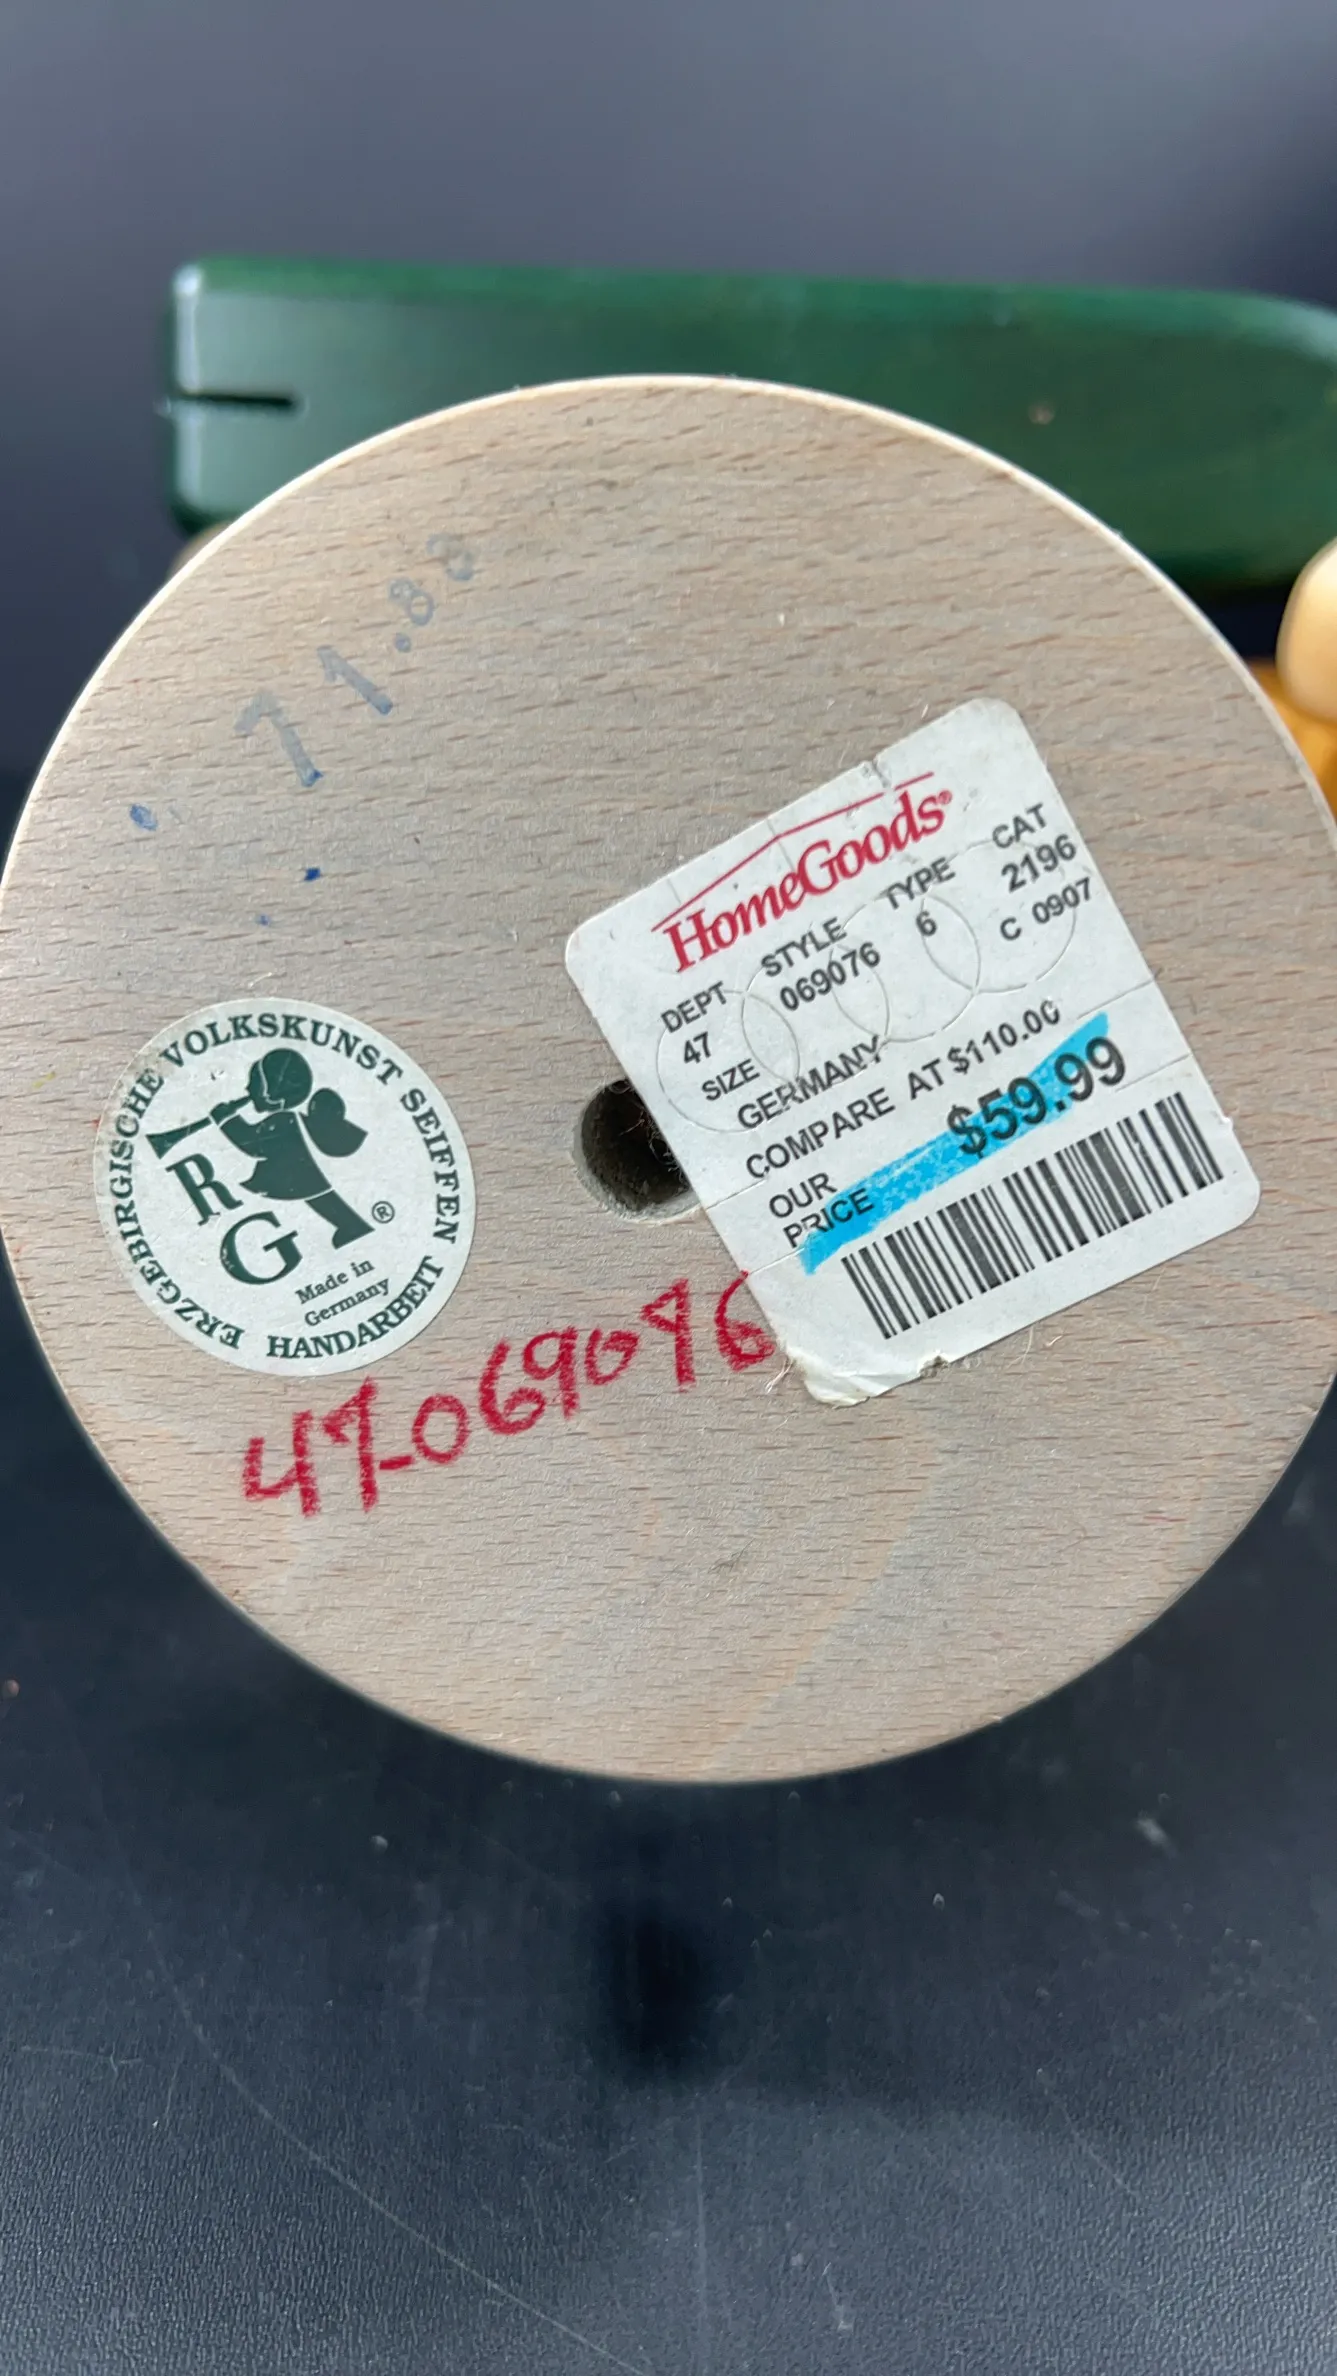 71.83
HomeGoods®
DEPT STYLE TYPE CAT
47 069076 6 2196
SIZE C 0907
GERMANY
COMPARE AT $110.00
OUR
PRICE $59.99
ERZGEBIRGISCHE VOLKSKUNST SEIFFEN
RG®
Made in
Germany
HANDARBEIT
47-069076